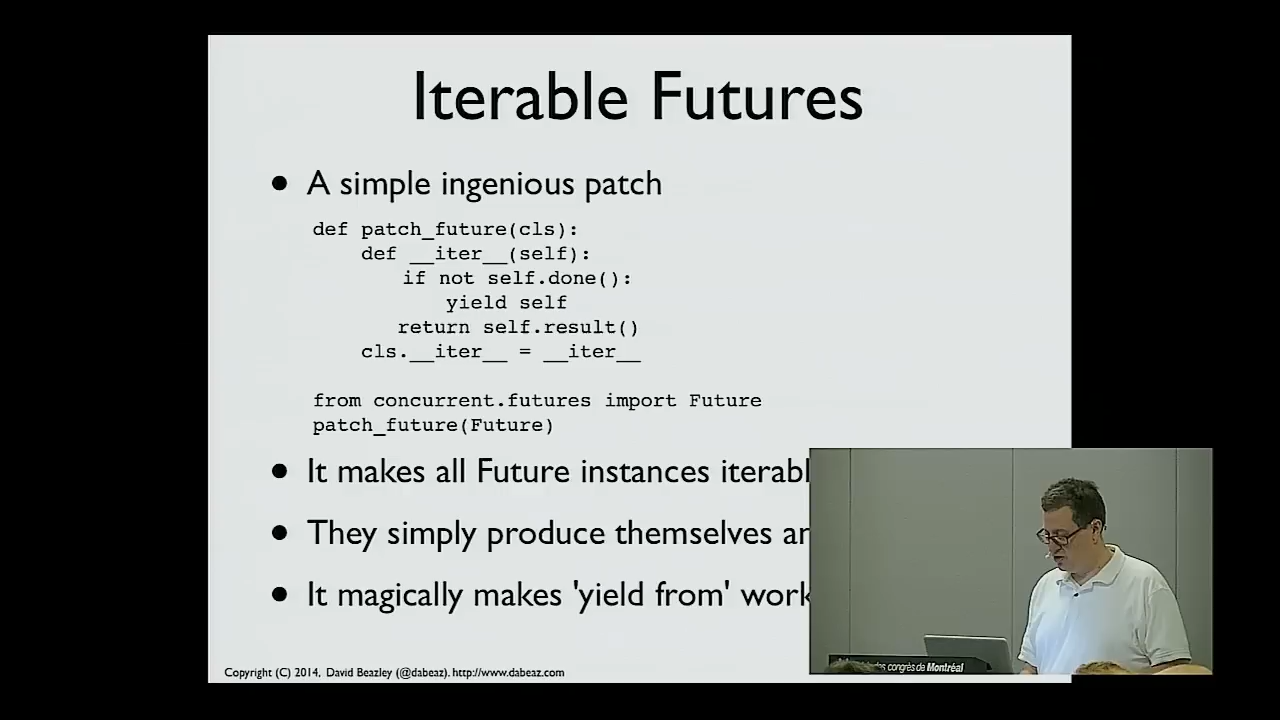 Iterable Futures
• A simple ingenious patch
def patch_future(cls):
    def __iter__(self):
        if not self.done():
            yield self
        return self.result()
    cls.__iter__ = __iter__
from concurrent.futures import Future
patch_future(Future)
• It makes all Future instances iterabl
• They simply produce themselves an
• It magically makes 'yield from' work
Copyright (C) 2014, David Beazley (@dabeaz). http://www.dabeaz.com
des congrès de Montréal